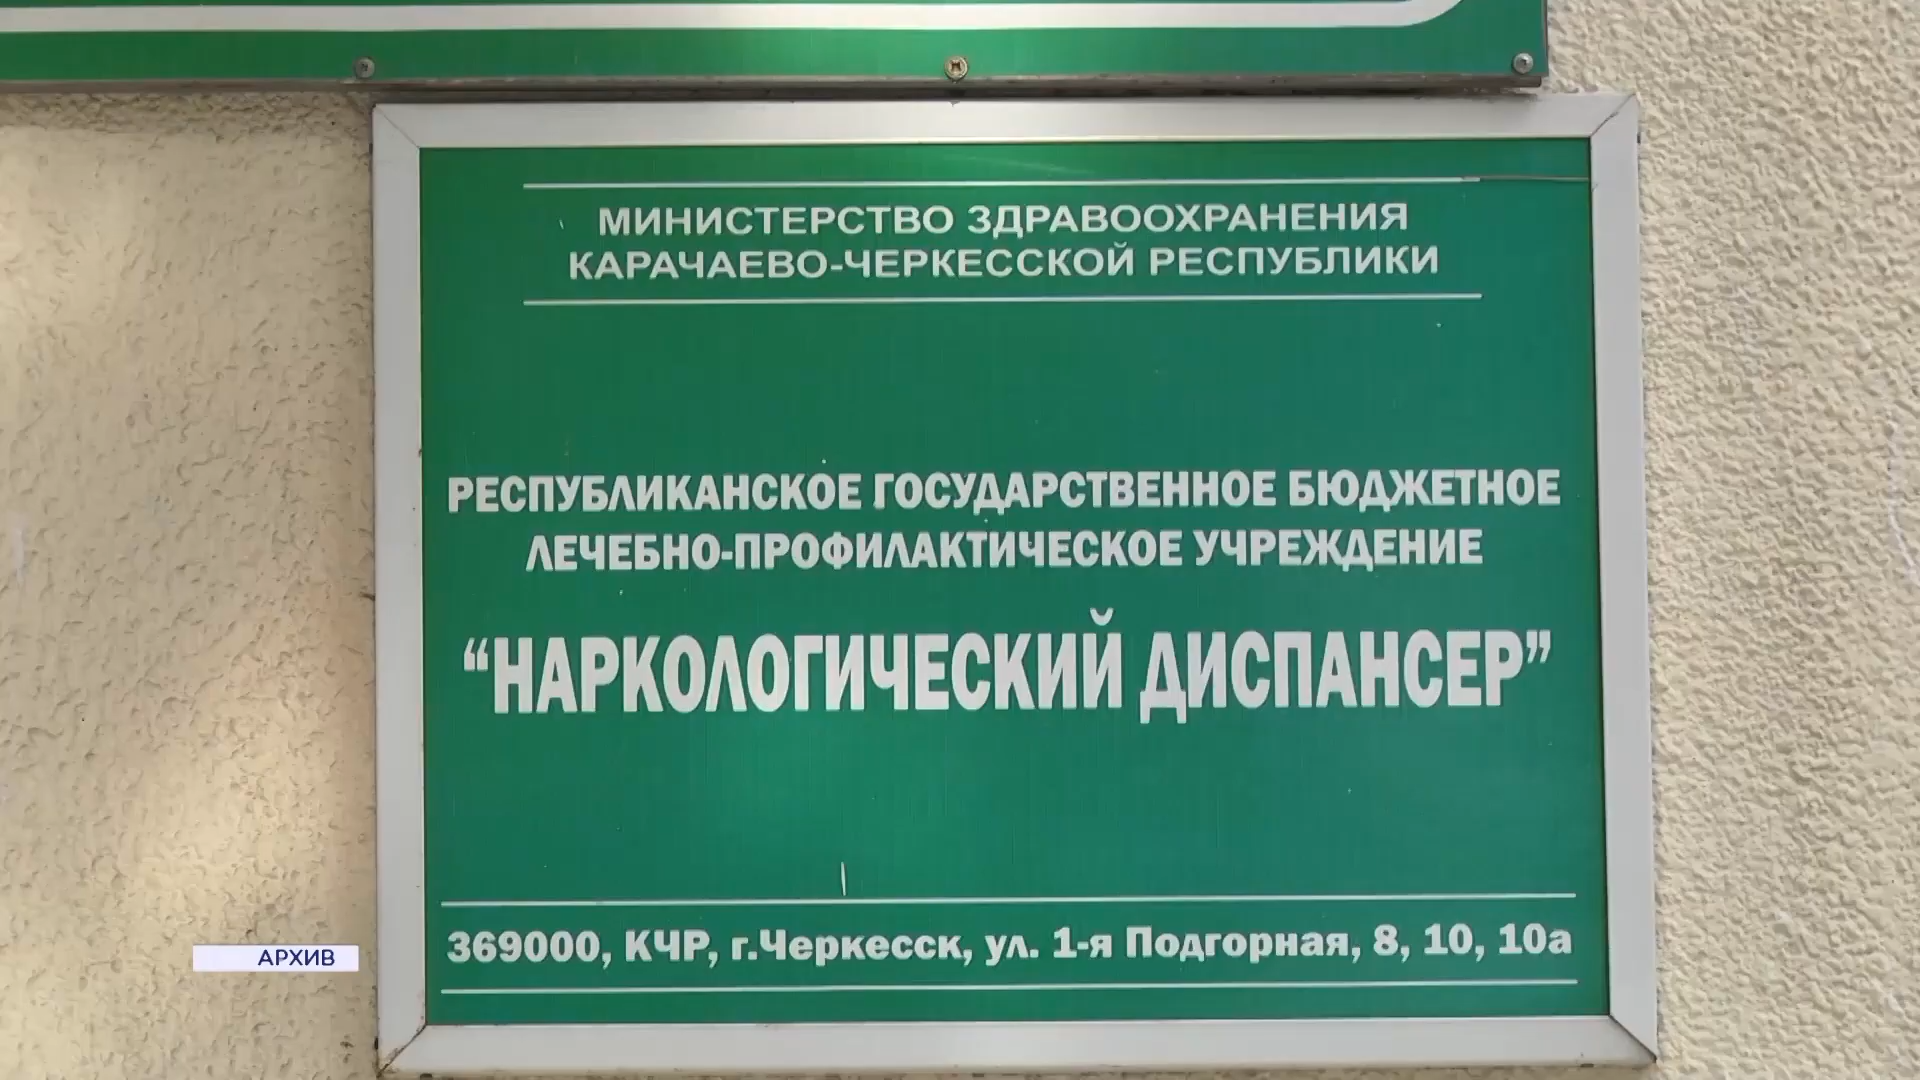 МИНИСТЕРСТВО ЗДРАВООХРАНЕНИЯ
КАРАЧАЕВО-ЧЕРКЕССКОЙ РЕСПУБЛИКИ
РЕСПУБЛИКАНСКОЕ ГОСУДАРСТВЕННОЕ БЮДЖЕТНОЕ
ЛЕЧЕБНО-ПРОФИЛАКТИЧЕСКОЕ УЧРЕЖДЕНИЕ
“НАРКОЛОГИЧЕСКИЙ ДИСПАНСЕР”
369000, КЧР, г.Черкесск, ул. 1-я Подгорная, 8, 10, 10а
АРХИВ